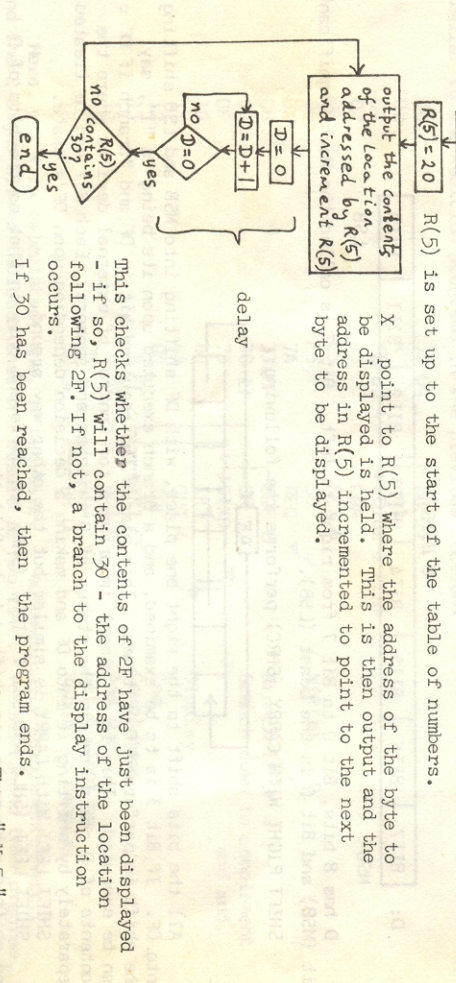 R(5) = 20
R(5) is set up to the start of the table of numbers.
output the contents
of the location
addressed by R(5)
and increment R(5)
X point to R(5) where the address of the byte to
be displayed is held. This is then output and the
address in R(5) incremented to point to the next
byte to be displayed.
D = 0
D = D + 1
D=0
no
yes
delay
R(5)
contains
30?
no
yes
end
This checks whether the contents of 2F have just been displayed
- if so, R(5) will contain 30 - the address of the location
following 2F. If not, a branch to the display instruction
occurs.
If 30 has been reached, then the program ends.